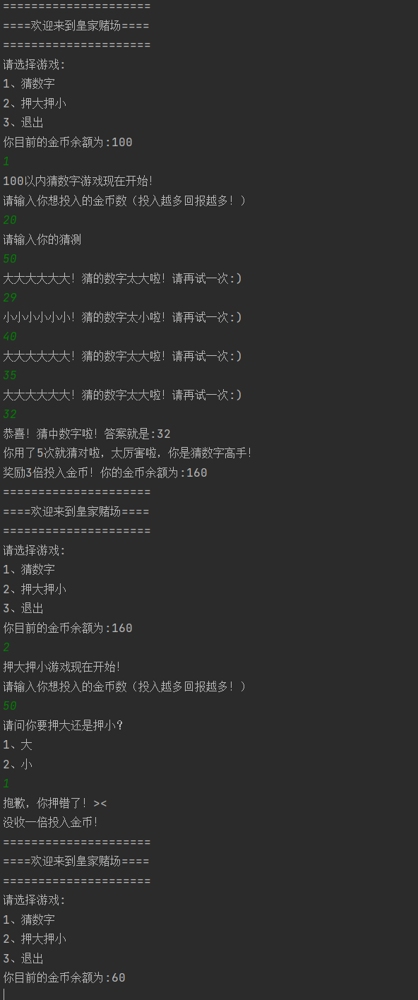 =====================
====欢迎来到皇家赌场====
=====================
请选择游戏:
1、猜数字
2、押大押小
3、退出
你目前的金币余额为:100
1
100以内猜数字游戏现在开始！
请输入你想投入的金币数（投入越多回报越多！）
20
请输入你的猜测
50
大大大大大大！猜的数字太大啦！请再试一次:)
29
小小小小小小！猜的数字太小啦！请再试一次:)
40
大大大大大大！猜的数字太大啦！请再试一次:)
35
大大大大大大！猜的数字太大啦！请再试一次:)
32
恭喜！猜中数字啦！答案就是:32
你用了5次就猜对啦，太厉害啦，你是猜数字高手！
奖励3倍投入金币！你的金币余额为:160
=====================
====欢迎来到皇家赌场====
=====================
请选择游戏:
1、猜数字
2、押大押小
3、退出
你目前的金币余额为:160
2
押大押小游戏现在开始！
请输入你想投入的金币数（投入越多回报越多！）
50
请问你要押大还是押小？
1、大
2、小
1
抱歉，你押错了！><
没收一倍投入金币！
=====================
====欢迎来到皇家赌场====
=====================
请选择游戏:
1、猜数字
2、押大押小
3、退出
你目前的金币余额为:60